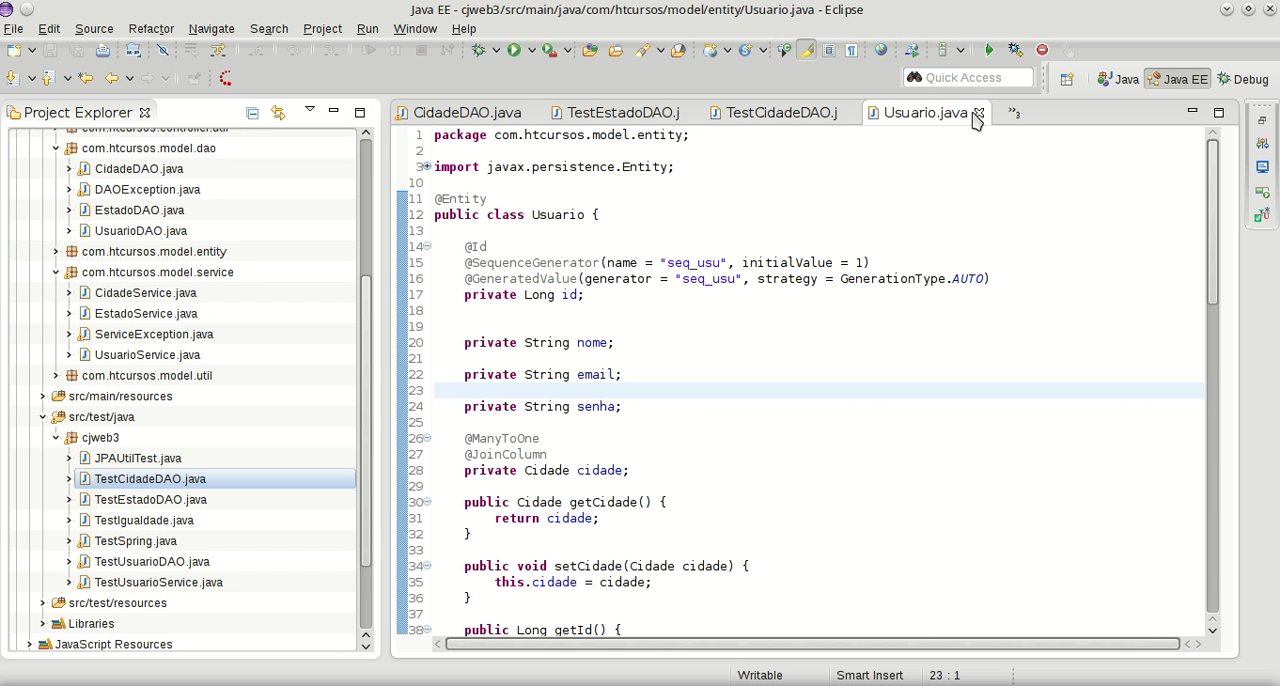 Java EE - cjweb3/src/main/java/com/htcursos/model/entity/Usuario.java - Eclipse
File Edit Source Refactor Navigate Search Project Run Window Help
Quick Access
Java
Java EE
Debug
Project Explorer
com.htcursos.model.dao
CidadeDAO.java
DAOException.java
EstadoDAO.java
UsuarioDAO.java
com.htcursos.model.entity
com.htcursos.model.service
CidadeService.java
EstadoService.java
ServiceException.java
UsuarioService.java
com.htcursos.model.util
src/main/resources
src/test/java
cjweb3
JPAUtilTest.java
TestCidadeDAO.java
TestEstadoDAO.java
TestIgualdade.java
TestSpring.java
TestUsuarioDAO.java
TestUsuarioService.java
src/test/resources
Libraries
JavaScript Resources
CidadeDAO.java TestEstadoDAO.j TestCidadeDAO.j Usuario.java »3
1 package com.htcursos.model.entity;
2
3 import javax.persistence.Entity;
10
11 @Entity
12 public class Usuario {
13
14 @Id
15 @SequenceGenerator(name = "seq_usu", initialValue = 1)
16 @GeneratedValue(generator = "seq_usu", strategy = GenerationType.AUTO)
17 private Long id;
18
19
20 private String nome;
21
22 private String email;
23
24 private String senha;
25
26 @ManyToOne
27 @JoinColumn
28 private Cidade cidade;
29
30 public Cidade getCidade() {
31 return cidade;
32 }
33
34 public void setCidade(Cidade cidade) {
35 this.cidade = cidade;
36 }
37
38 public Long getId() {
Writable
Smart Insert
23 : 1